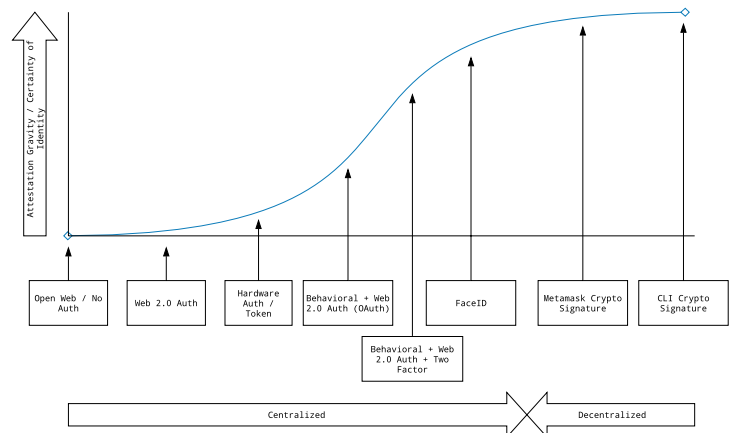 Attestation Gravity / Certainty of
Identity
Open Web / No
Auth
Web 2.0 Auth
Hardware
Auth /
Token
Behavioral + Web
2.0 Auth (OAuth)
Behavioral + Web
2.0 Auth + Two
Factor
FaceID
Metamask Crypto
Signature
CLI Crypto
Signature
Centralized
Decentralized